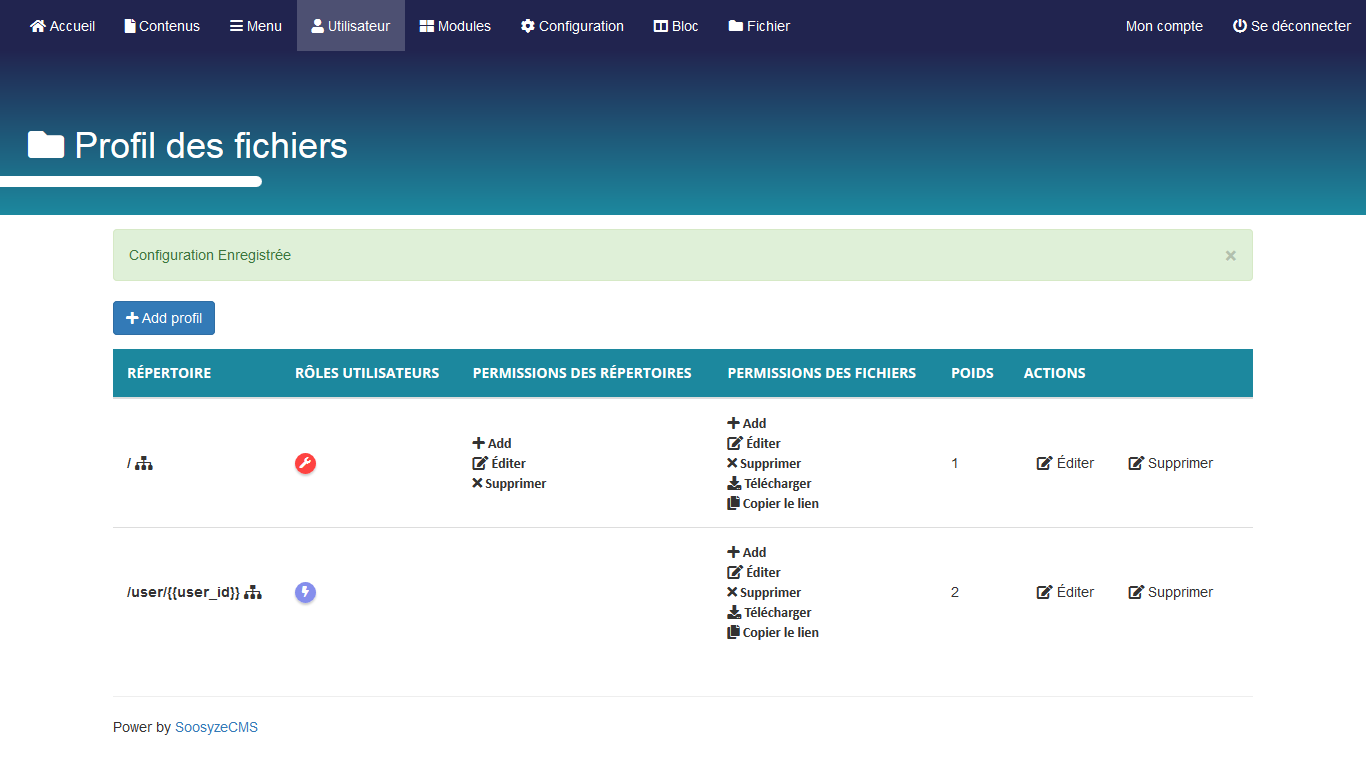 Accueil Contenus Menu Utilisateur Modules Configuration Bloc Fichier Mon compte Se déconnecter
Profil des fichiers
Configuration Enregistrée ×
Add profil
RÉPERTOIRE RÔLES UTILISATEURS PERMISSIONS DES RÉPERTOIRES PERMISSIONS DES FICHIERS POIDS ACTIONS
/
Add
Éditer
Supprimer
Add
Éditer
Supprimer
Télécharger
Copier le lien
1
Éditer
Supprimer
/user/{{user_id}}
Add
Éditer
Supprimer
Télécharger
Copier le lien
2
Éditer
Supprimer
Power by SoosyzeCMS